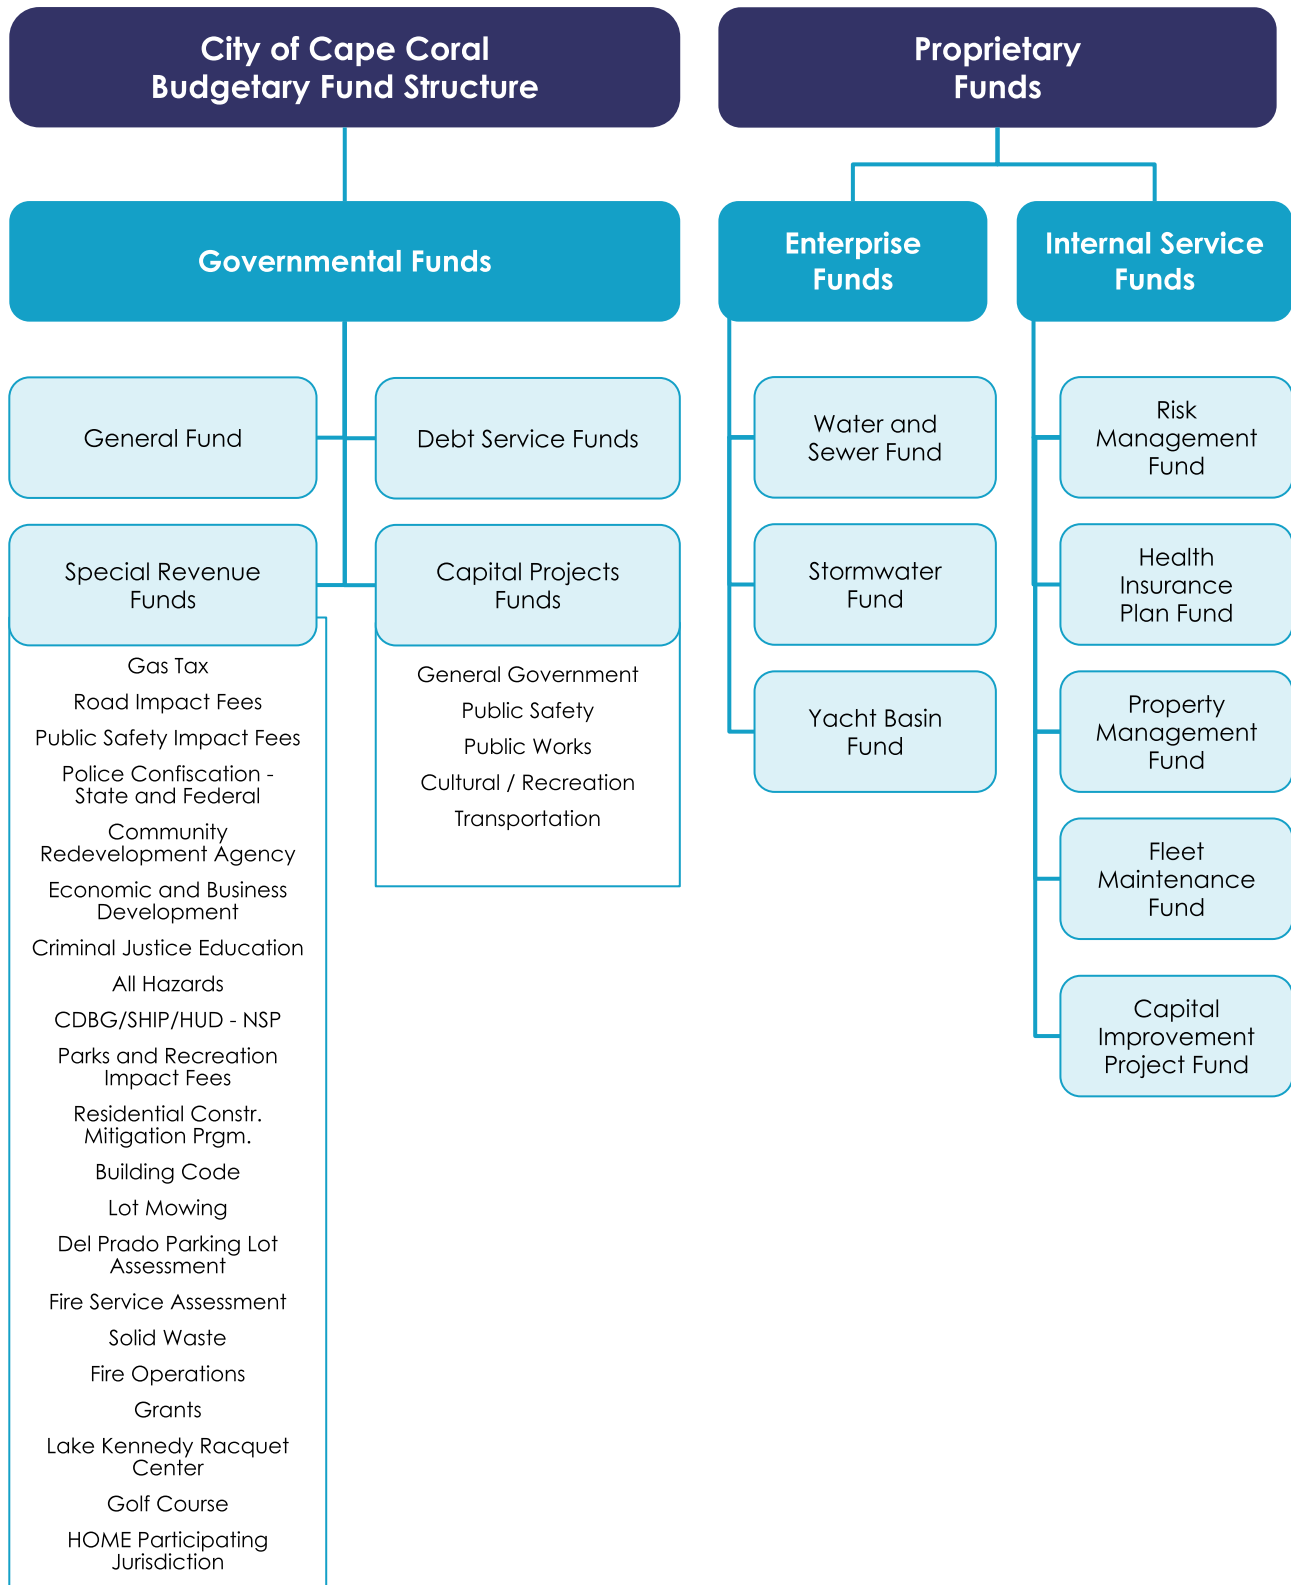 City of Cape Coral
Budgetary Fund Structure
Governmental Funds
General Fund
Debt Service Funds
Special Revenue
Funds
Gas Tax
Road Impact Fees
Public Safety Impact Fees
Police Confiscation -
State and Federal
Community
Redevelopment Agency
Economic and Business
Development
Criminal Justice Education
All Hazards
CDBG/SHIP/HUD - NSP
Parks and Recreation
Impact Fees
Residential Constr.
Mitigation Prgm.
Building Code
Lot Mowing
Del Prado Parking Lot
Assessment
Fire Service Assessment
Solid Waste
Fire Operations
Grants
Lake Kennedy Racquet
Center
Golf Course
HOME Participating
Jurisdiction
Capital Projects
Funds
General Government
Public Safety
Public Works
Cultural / Recreation
Transportation
Proprietary
Funds
Enterprise
Funds
Water and
Sewer Fund
Stormwater
Fund
Yacht Basin
Fund
Internal Service
Funds
Risk
Management
Fund
Health
Insurance
Plan Fund
Property
Management
Fund
Fleet
Maintenance
Fund
Capital
Improvement
Project Fund